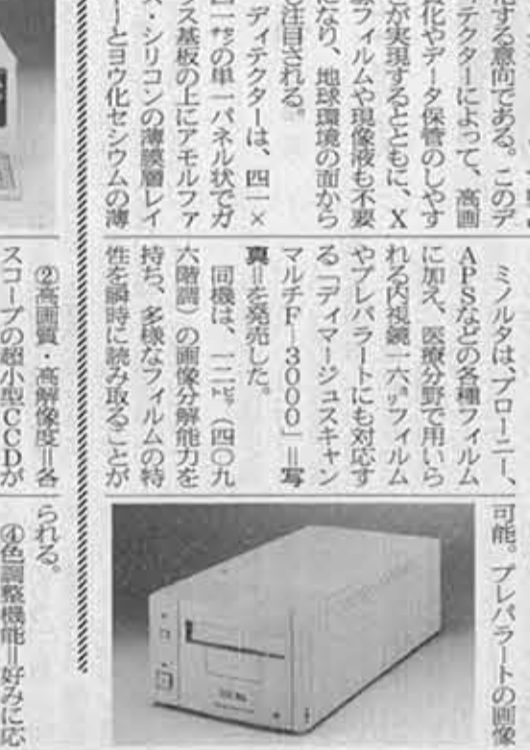 応する意向である。このデ
テクターによって、高画
質化やデータ保管のしやす
さが実現するとともに、X
線フィルムや現像液も不要
になり、地球環境の面から
も注目される。
ディテクターは、四一×
四一㌢の単一パネル状でガ
ラス基板の上にアモルファ
ス・シリコンの薄膜層レイ
ヤーとヨウ化セシウムの薄
ミノルタは、ブローニー、
APSなどの各種フィルム
に加え、医療分野で用いら
れる内視鏡一六㍉フィルム
やプレパラートにも対応す
る「ディマージュスキャン
マルチF―3000」＝写
真＝を発売した。
同機は、一二㌣（四〇九
六階調）の画像分解能力を
持ち、多様なフィルムの特
性を瞬時に読み取ることが
可能。プレパラートの画像
②高画質・高解像度＝各
スコープの超小型CCDが
られる。
④色調整機能＝好みに応